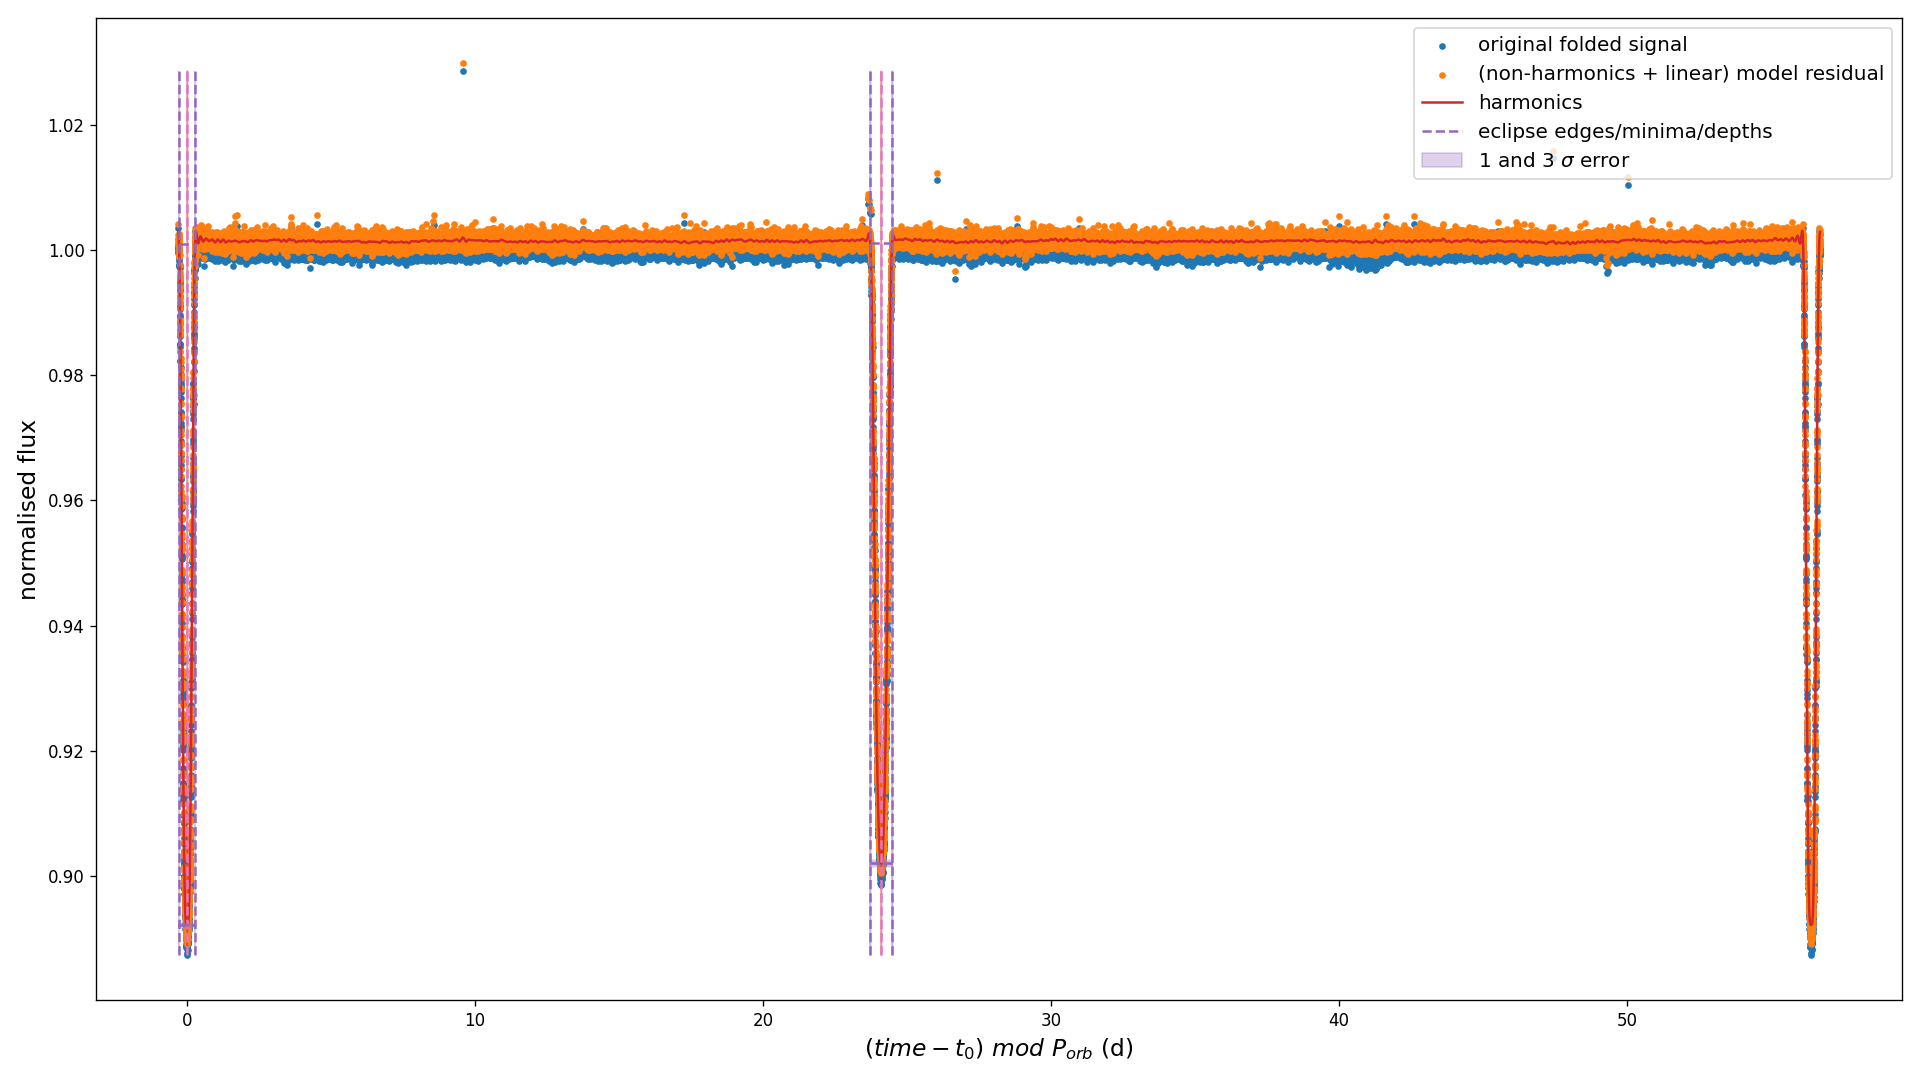 original folded signal
(non-harmonics + linear) model residual
harmonics
eclipse edges/minima/depths
1 and 3 σ error
normalised flux
1.02
1.00
0.98
0.96
0.94
0.92
0.90
0 10 20 30 40 50
(time − t₀) mod P_orb (d)